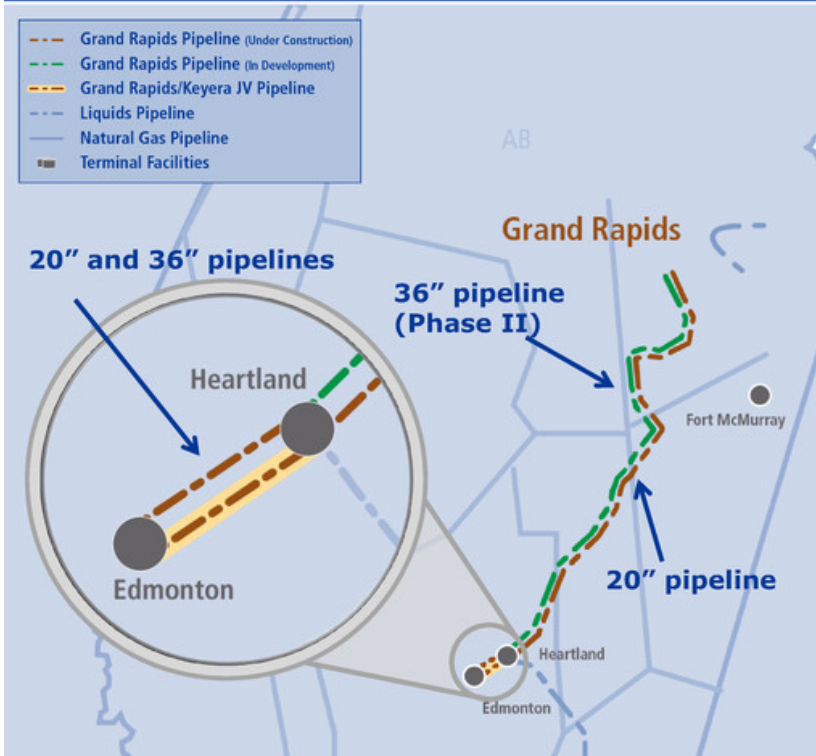 Grand Rapids Pipeline (Under Construction)
Grand Rapids Pipeline (In Development)
Grand Rapids/Keyera JV Pipeline
Liquids Pipeline
Natural Gas Pipeline
Terminal Facilities
AB
Grand Rapids
20” and 36” pipelines
36” pipeline
(Phase II)
Heartland
Fort McMurray
Edmonton
20” pipeline
Heartland
Edmonton